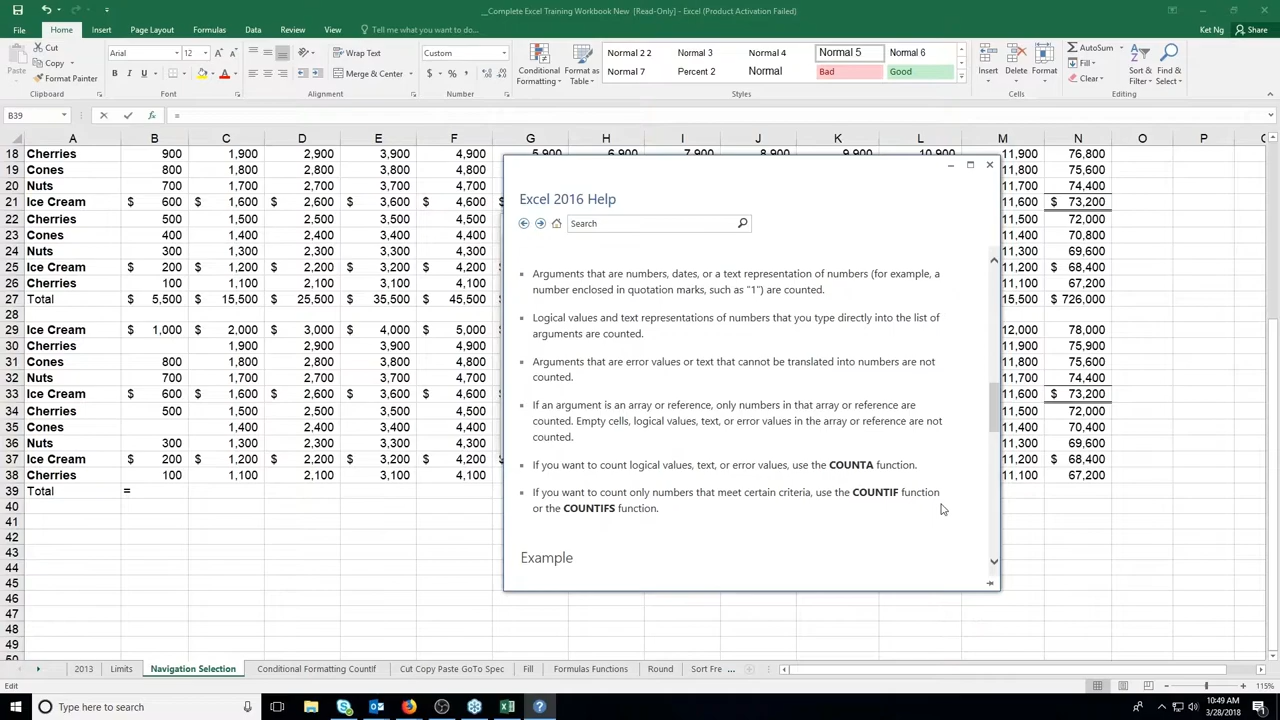 __Complete Excel Training Workbook New [Read-Only] - Excel (Product Activation Failed)
File Home Insert Page Layout Formulas Data Review View Tell me what you want to do... Ket Ng Share
Cut
Copy
Format Painter
Paste
Clipboard
Arial 12
B I U
Font
Wrap Text
Merge & Center
Alignment
Custom
$ % ,
Number
Conditional Formatting
Format as Table
Normal 2 2 Normal 3 Normal 4 Normal 5 Normal 6
Normal 7 Percent 2 Normal Bad Good
Styles
Insert Delete Format
Cells
AutoSum
Fill
Clear
Sort & Filter
Find & Select
Editing
B39 fx =
A B C D E F G H I J K L M N O P
18 Cherries 900 1,900 2,900 3,900 4,900 5,900 6,900 7,900 8,900 9,900 10,900 11,900 76,800
19 Cones 800 1,800 2,800 3,800 4,800 11,800 75,600
20 Nuts 700 1,700 2,700 3,700 4,700 11,700 74,400
21 Ice Cream $ 600 $ 1,600 $ 2,600 $ 3,600 $ 4,600 $ 11,600 $ 73,200
22 Cherries 500 1,500 2,500 3,500 4,500 11,500 72,000
23 Cones 400 1,400 2,400 3,400 4,400 11,400 70,800
24 Nuts 300 1,300 2,300 3,300 4,300 11,300 69,600
25 Ice Cream $ 200 $ 1,200 $ 2,200 $ 3,200 $ 4,200 $ 11,200 $ 68,400
26 Cherries 100 1,100 2,100 3,100 4,100 11,100 67,200
27 Total $ 5,500 $ 15,500 $ 25,500 $ 35,500 $ 45,500 $ 15,500 $ 726,000
28
29 Ice Cream $ 1,000 $ 2,000 $ 3,000 $ 4,000 $ 5,000 $ 12,000 $ 78,000
30 Cherries 1,900 2,900 3,900 4,900 11,900 75,900
31 Cones 800 1,800 2,800 3,800 4,800 11,800 75,600
32 Nuts 700 1,700 2,700 3,700 4,700 11,700 74,400
33 Ice Cream $ 600 $ 1,600 $ 2,600 $ 3,600 $ 4,600 $ 11,600 $ 73,200
34 Cherries 500 1,500 2,500 3,500 4,500 11,500 72,000
35 Cones 1,400 2,400 3,400 4,400 11,400 70,400
36 Nuts 300 1,300 2,300 3,300 4,300 11,300 69,600
37 Ice Cream $ 200 $ 1,200 $ 2,200 $ 3,200 $ 4,200 $ 11,200 $ 68,400
38 Cherries 100 1,100 2,100 3,100 4,100 11,100 67,200
39 Total =
40
41
42
43
44
45
46
47
48
49
Excel 2016 Help
Search
Arguments that are numbers, dates, or a text representation of numbers (for example, a
number enclosed in quotation marks, such as "1") are counted.
Logical values and text representations of numbers that you type directly into the list of
arguments are counted.
Arguments that are error values or text that cannot be translated into numbers are not
counted.
If an argument is an array or reference, only numbers in that array or reference are
counted. Empty cells, logical values, text, or error values in the array or reference are not
counted.
If you want to count logical values, text, or error values, use the COUNTA function.
If you want to count only numbers that meet certain criteria, use the COUNTIF function
or the COUNTIFS function.
Example
2013 Limits Navigation Selection Conditional Formatting Countif Cut Copy Paste GoTo Spec Fill Formulas Functions Round Sort Fre ...
Edit 115%
Type here to search
10:49 AM
3/28/2018